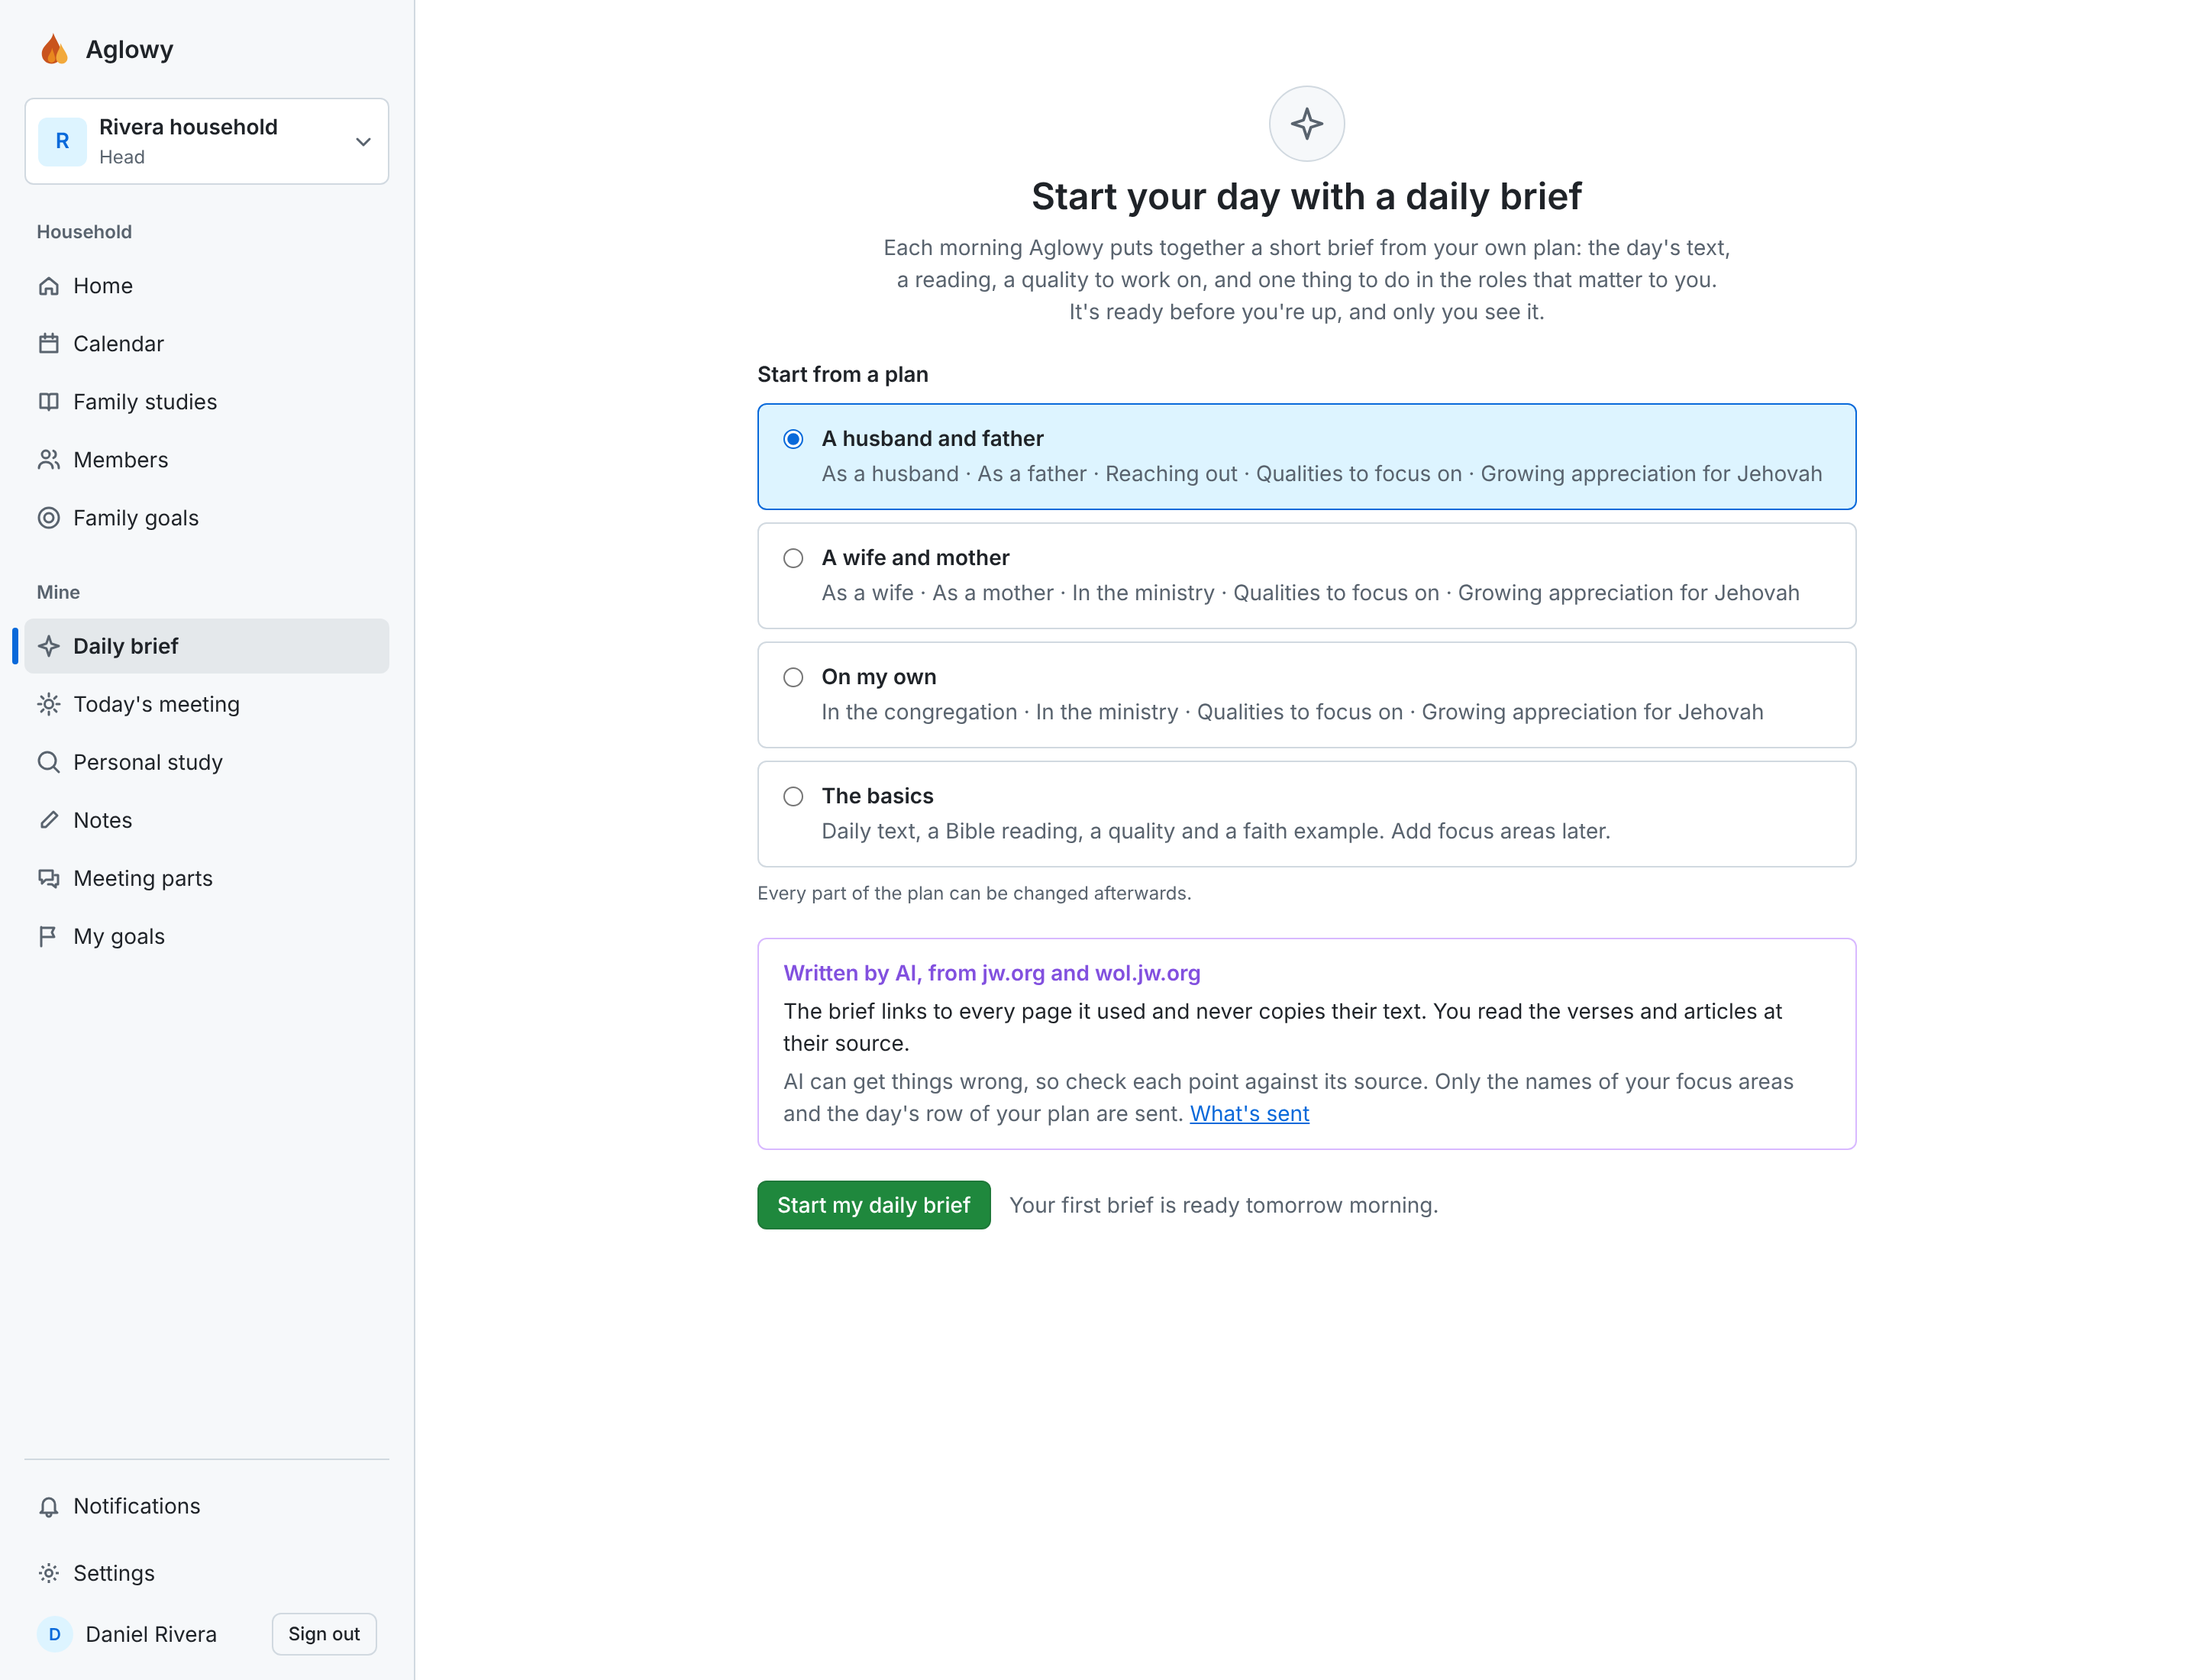 Aglowy
R
Rivera household
Head
Household
Home
Calendar
Family studies
Members
Family goals
Mine
Daily brief
Today's meeting
Personal study
Notes
Meeting parts
My goals
Notifications
Settings
D
Daniel Rivera
Sign out
Start your day with a daily brief
Each morning Aglowy puts together a short brief from your own plan: the day's text,
a reading, a quality to work on, and one thing to do in the roles that matter to you.
It's ready before you're up, and only you see it.
Start from a plan
A husband and father
As a husband · As a father · Reaching out · Qualities to focus on · Growing appreciation for Jehovah
A wife and mother
As a wife · As a mother · In the ministry · Qualities to focus on · Growing appreciation for Jehovah
On my own
In the congregation · In the ministry · Qualities to focus on · Growing appreciation for Jehovah
The basics
Daily text, a Bible reading, a quality and a faith example. Add focus areas later.
Every part of the plan can be changed afterwards.
Written by AI, from jw.org and wol.jw.org
The brief links to every page it used and never copies their text. You read the verses and articles at
their source.
AI can get things wrong, so check each point against its source. Only the names of your focus areas
and the day's row of your plan are sent. What's sent
Start my daily brief
Your first brief is ready tomorrow morning.